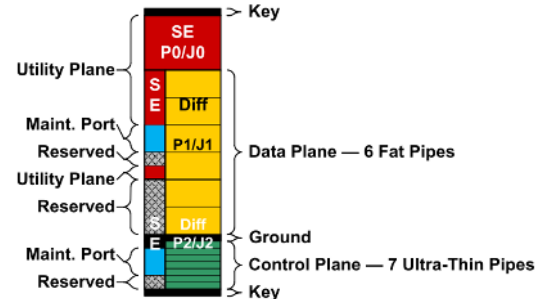 Key
SE
P0/J0
Utility Plane
S
E
Diff
Maint. Port
P1/J1
Reserved
Data Plane — 6 Fat Pipes
Utility Plane
Reserved
S
Diff
E
P2/J2
Ground
Maint. Port
Control Plane — 7 Ultra-Thin Pipes
Reserved
Key